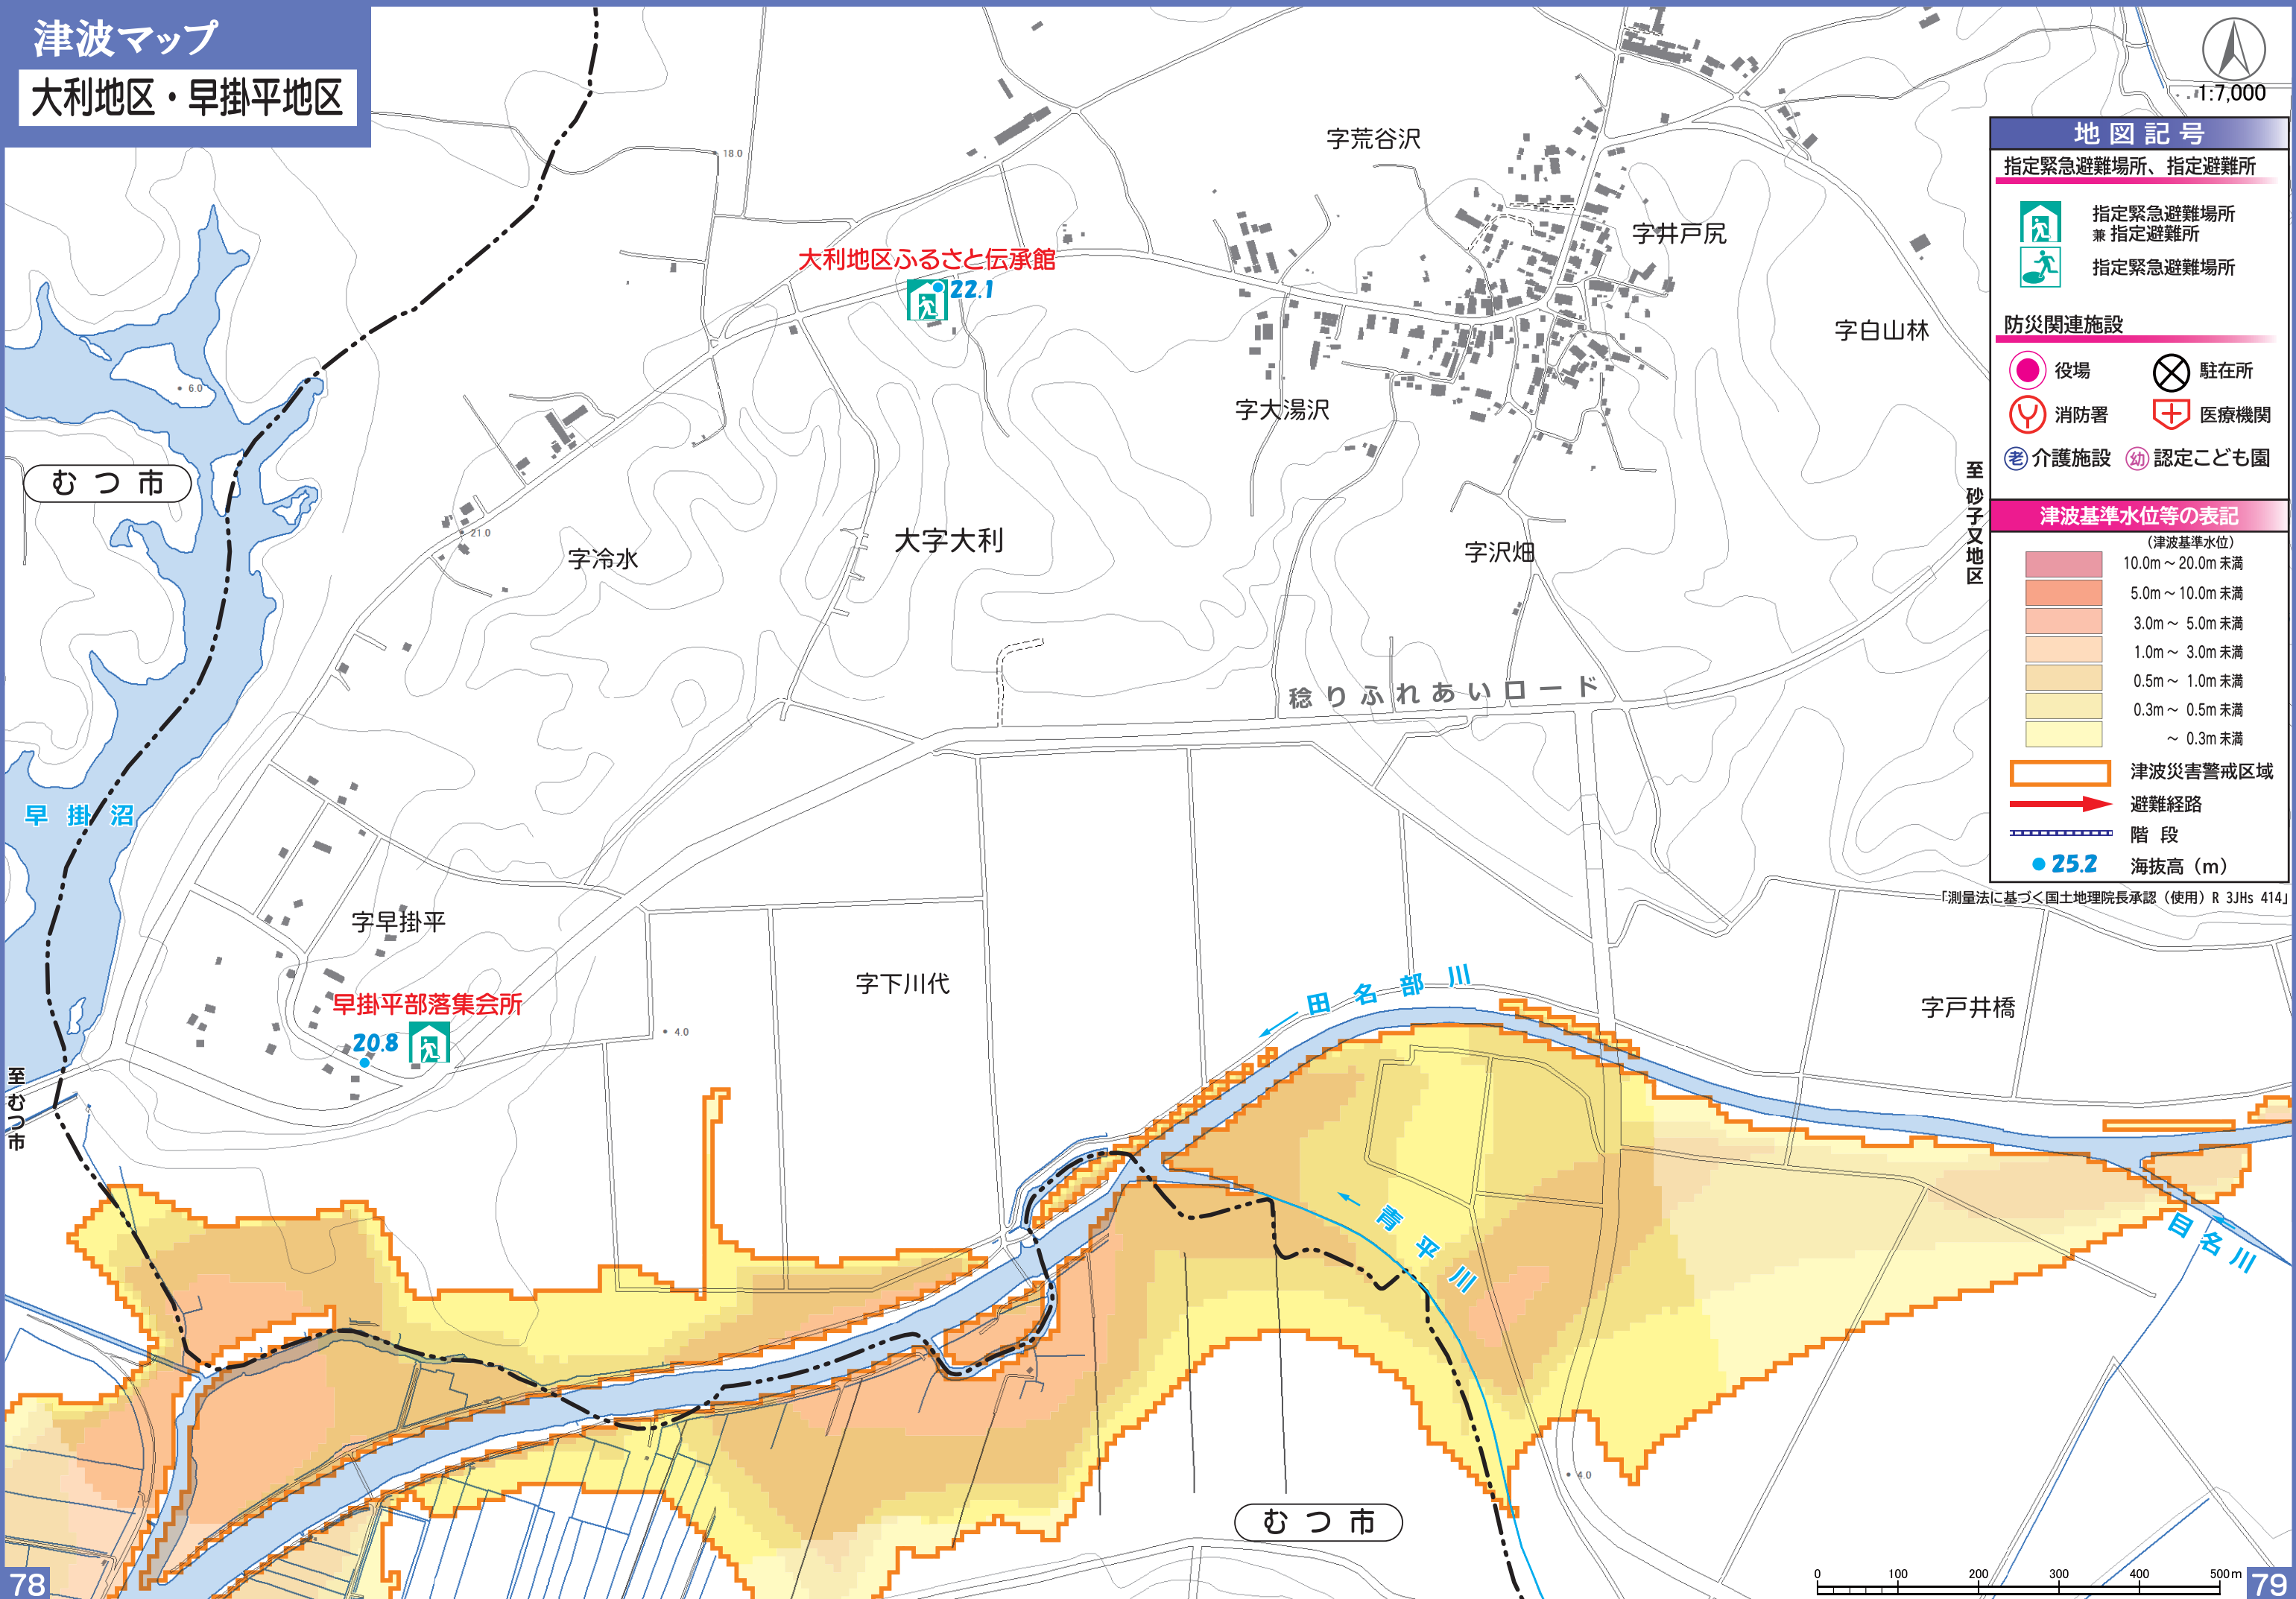 津波マップ
大利地区・早掛平地区
1:7,000
地図記号
指定緊急避難場所、指定避難所
指定緊急避難場所
兼 指定避難所
指定緊急避難場所
防災関連施設
役場
駐在所
消防署
医療機関
老 介護施設
幼 認定こども園
津波基準水位等の表記
（津波基準水位）
10.0m～20.0m未満
5.0m～10.0m未満
3.0m～ 5.0m未満
1.0m～ 3.0m未満
0.5m～ 1.0m未満
0.3m～ 0.5m未満
～ 0.3m未満
津波災害警戒区域
避難経路
階 段
25.2 海抜高（m）
「測量法に基づく国土地理院長承認（使用）R 3JHs 414」
字荒谷沢
18.0
字井戸尻
大利地区ふるさと伝承館
22.1
字白山林
6.0
字大湯沢
むつ市
至 砂子又地区
21.0
大字大利
字冷水
字沢畑
稔りふれあいロード
早掛沼
字早掛平
字下川代
田名部川
字戸井橋
早掛平部落集会所
20.8
4.0
至むつ市
青平川
目名川
4.0
むつ市
0 100 200 300 400 500m
78
79